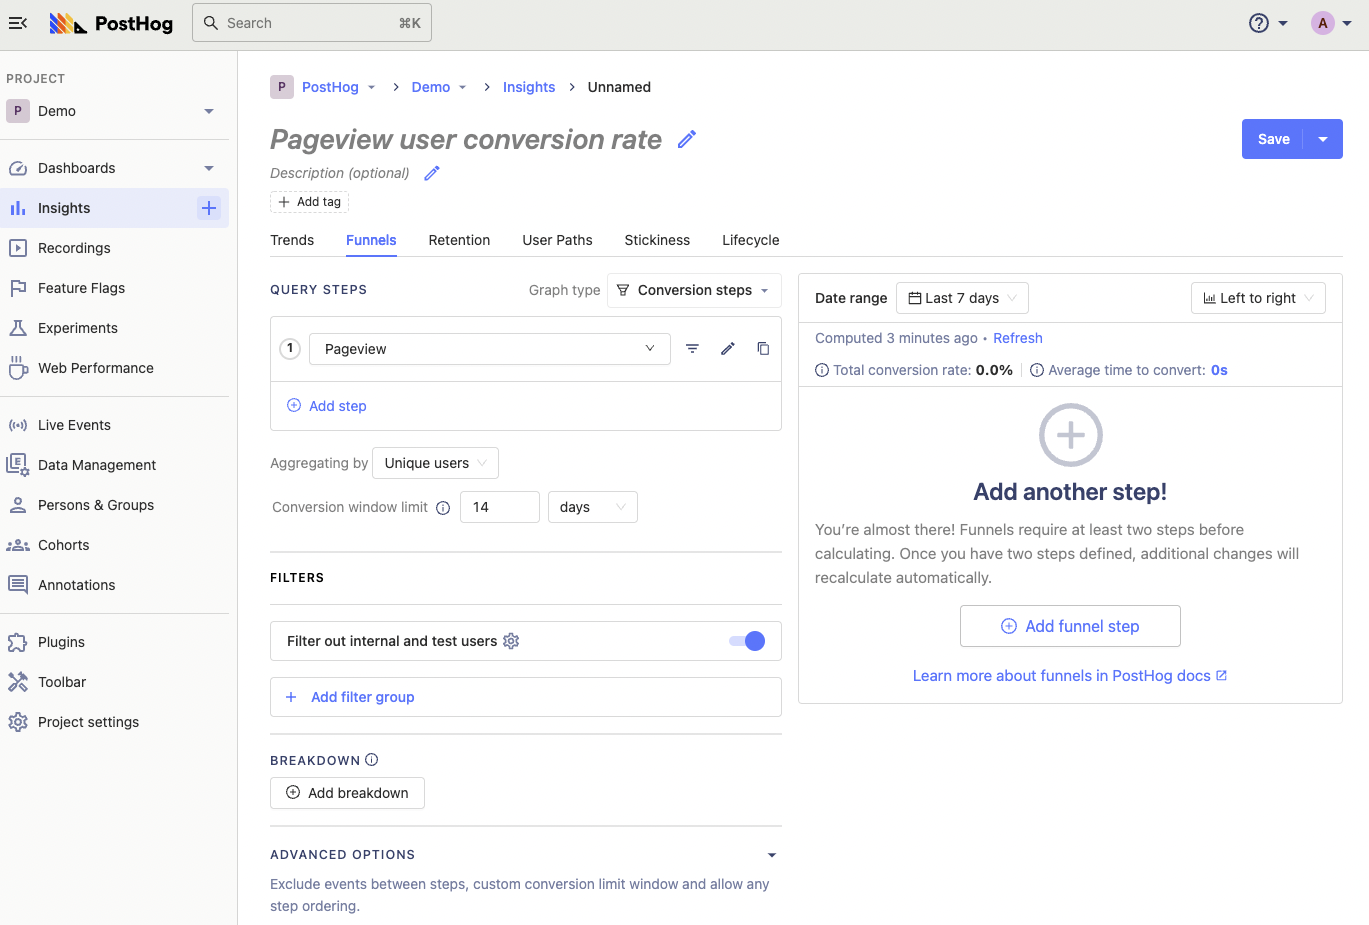 PostHog
Search ⌘K
A
PROJECT
P Demo
Dashboards
Insights
Recordings
Feature Flags
Experiments
Web Performance
Live Events
Data Management
Persons & Groups
Cohorts
Annotations
Plugins
Toolbar
Project settings
P PostHog Demo Insights Unnamed
Pageview user conversion rate
Save
Description (optional)
Add tag
Trends Funnels Retention User Paths Stickiness Lifecycle
QUERY STEPS Graph type Conversion steps
1 Pageview
Add step
Aggregating by Unique users
Conversion window limit 14 days
FILTERS
Filter out internal and test users
+ Add filter group
BREAKDOWN
Add breakdown
ADVANCED OPTIONS
Exclude events between steps, custom conversion limit window and allow any
step ordering.
Date range Last 7 days Left to right
Computed 3 minutes ago • Refresh
Total conversion rate: 0.0% Average time to convert: 0s
Add another step!
You’re almost there! Funnels require at least two steps before
calculating. Once you have two steps defined, additional changes will
recalculate automatically.
Add funnel step
Learn more about funnels in PostHog docs